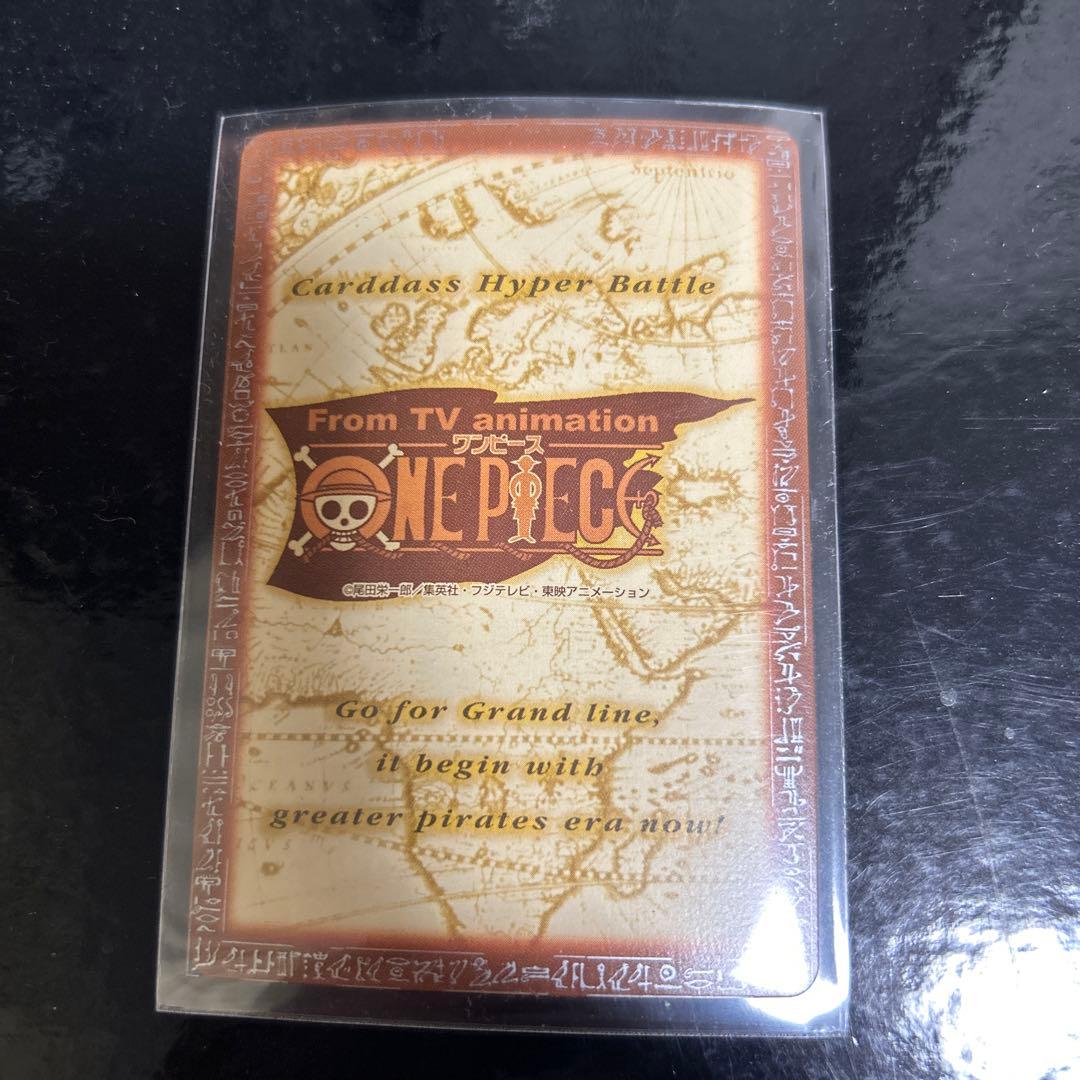 Septentrio
Carddass Hyper Battle
From TV animation
ワンピース
ONE PIECE
©尾田栄一郎/集英社・フジテレビ・東映アニメーション
Go for Grand line,
it begin with
greater pirates era now!